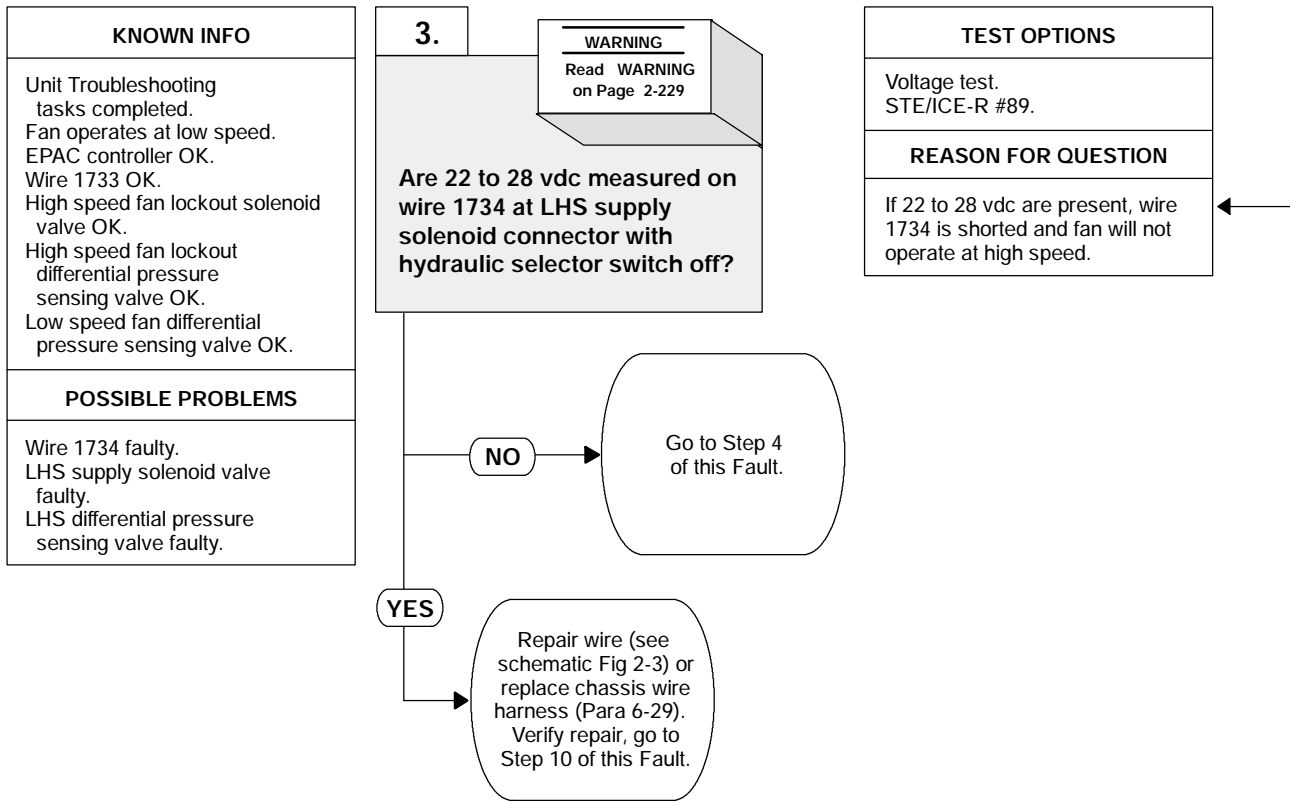 KNOWN INFO
Unit Troubleshooting
tasks completed.
Fan operates at low speed.
EPAC controller OK.
Wire 1733 OK.
High speed fan lockout solenoid
valve OK.
High speed fan lockout
differential pressure
sensing valve OK.
Low speed fan differential
pressure sensing valve OK.
POSSIBLE PROBLEMS
Wire 1734 faulty.
LHS supply solenoid valve
faulty.
LHS differential pressure
sensing valve faulty.
3.
WARNING
Read WARNING
on Page 2-229
Are 22 to 28 vdc measured on
wire 1734 at LHS supply
solenoid connector with
hydraulic selector switch off?
NO
Go to Step 4
of this Fault.
YES
Repair wire (see
schematic Fig 2-3) or
replace chassis wire
harness (Para 6-29).
Verify repair, go to
Step 10 of this Fault.
TEST OPTIONS
Voltage test.
STE/ICE-R #89.
REASON FOR QUESTION
If 22 to 28 vdc are present, wire
1734 is shorted and fan will not
operate at high speed.